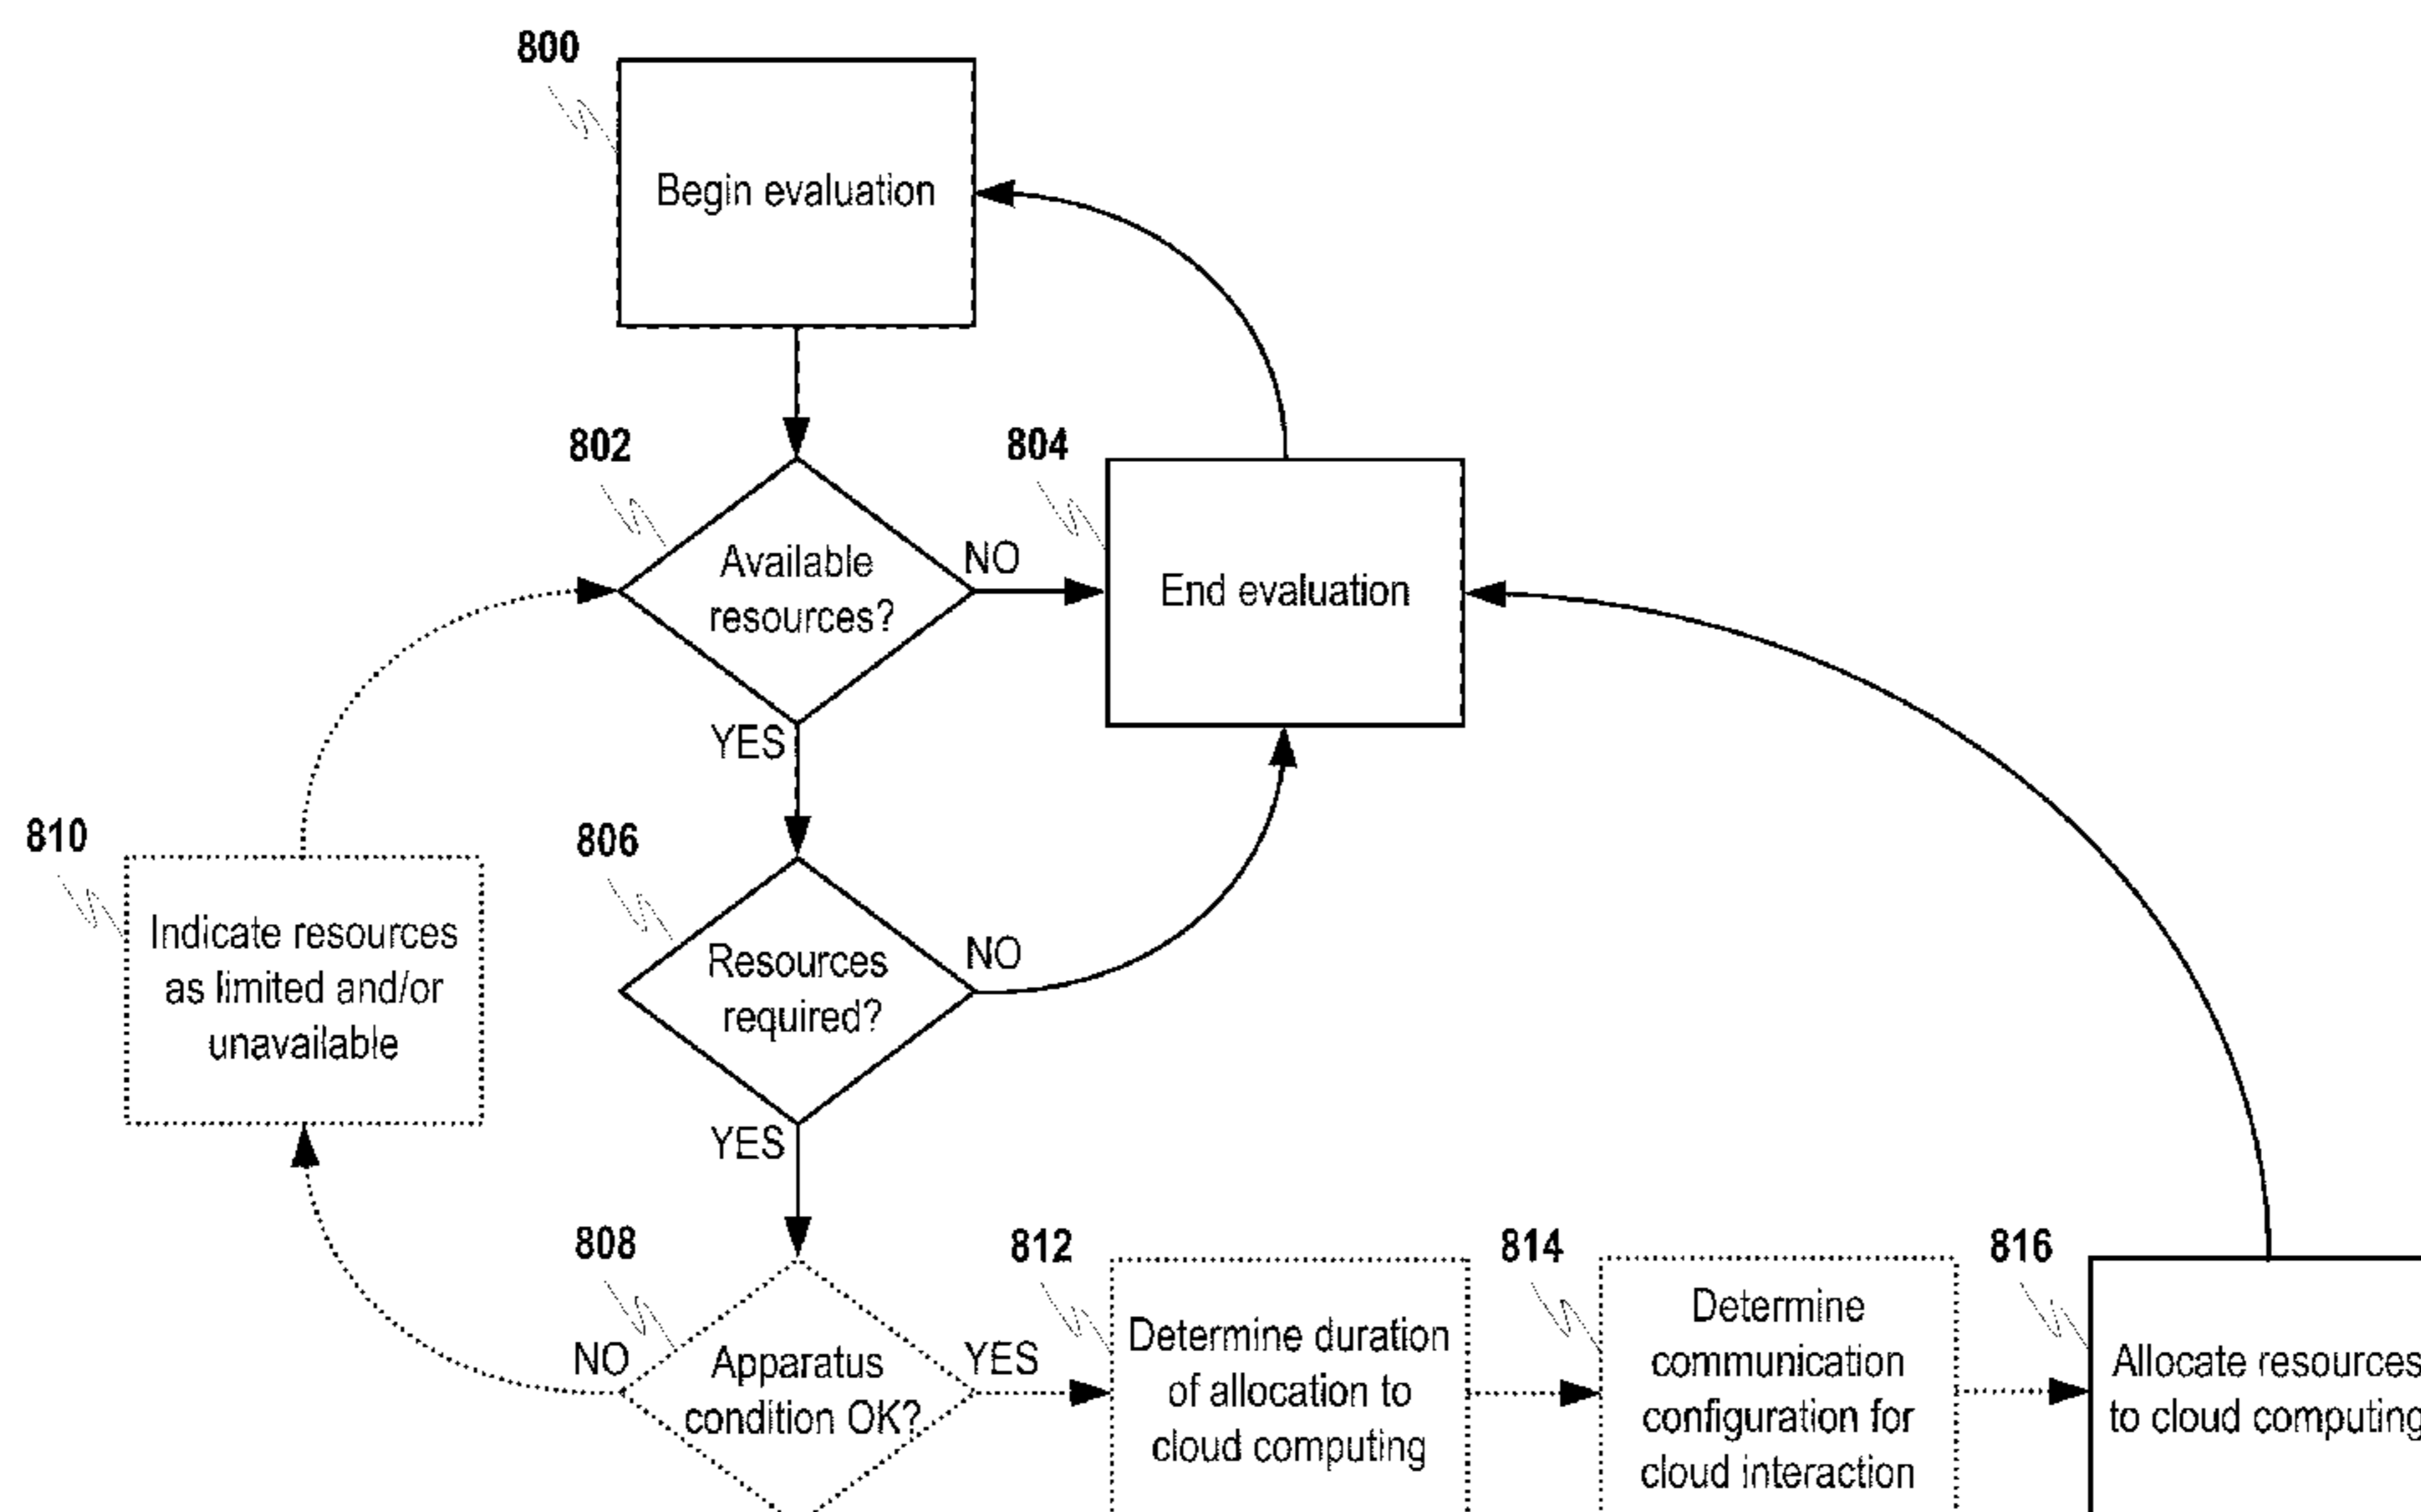 800
Begin evaluation
802
Available
resources?
NO
YES
804
End evaluation
806
Resources
required?
NO
YES
810
Indicate resources
as limited and/or
unavailable
808
Apparatus
condition OK?
NO
YES
812
Determine duration
of allocation to
cloud computing
814
Determine
communication
configuration for
cloud interaction
816
Allocate resources
to cloud computing